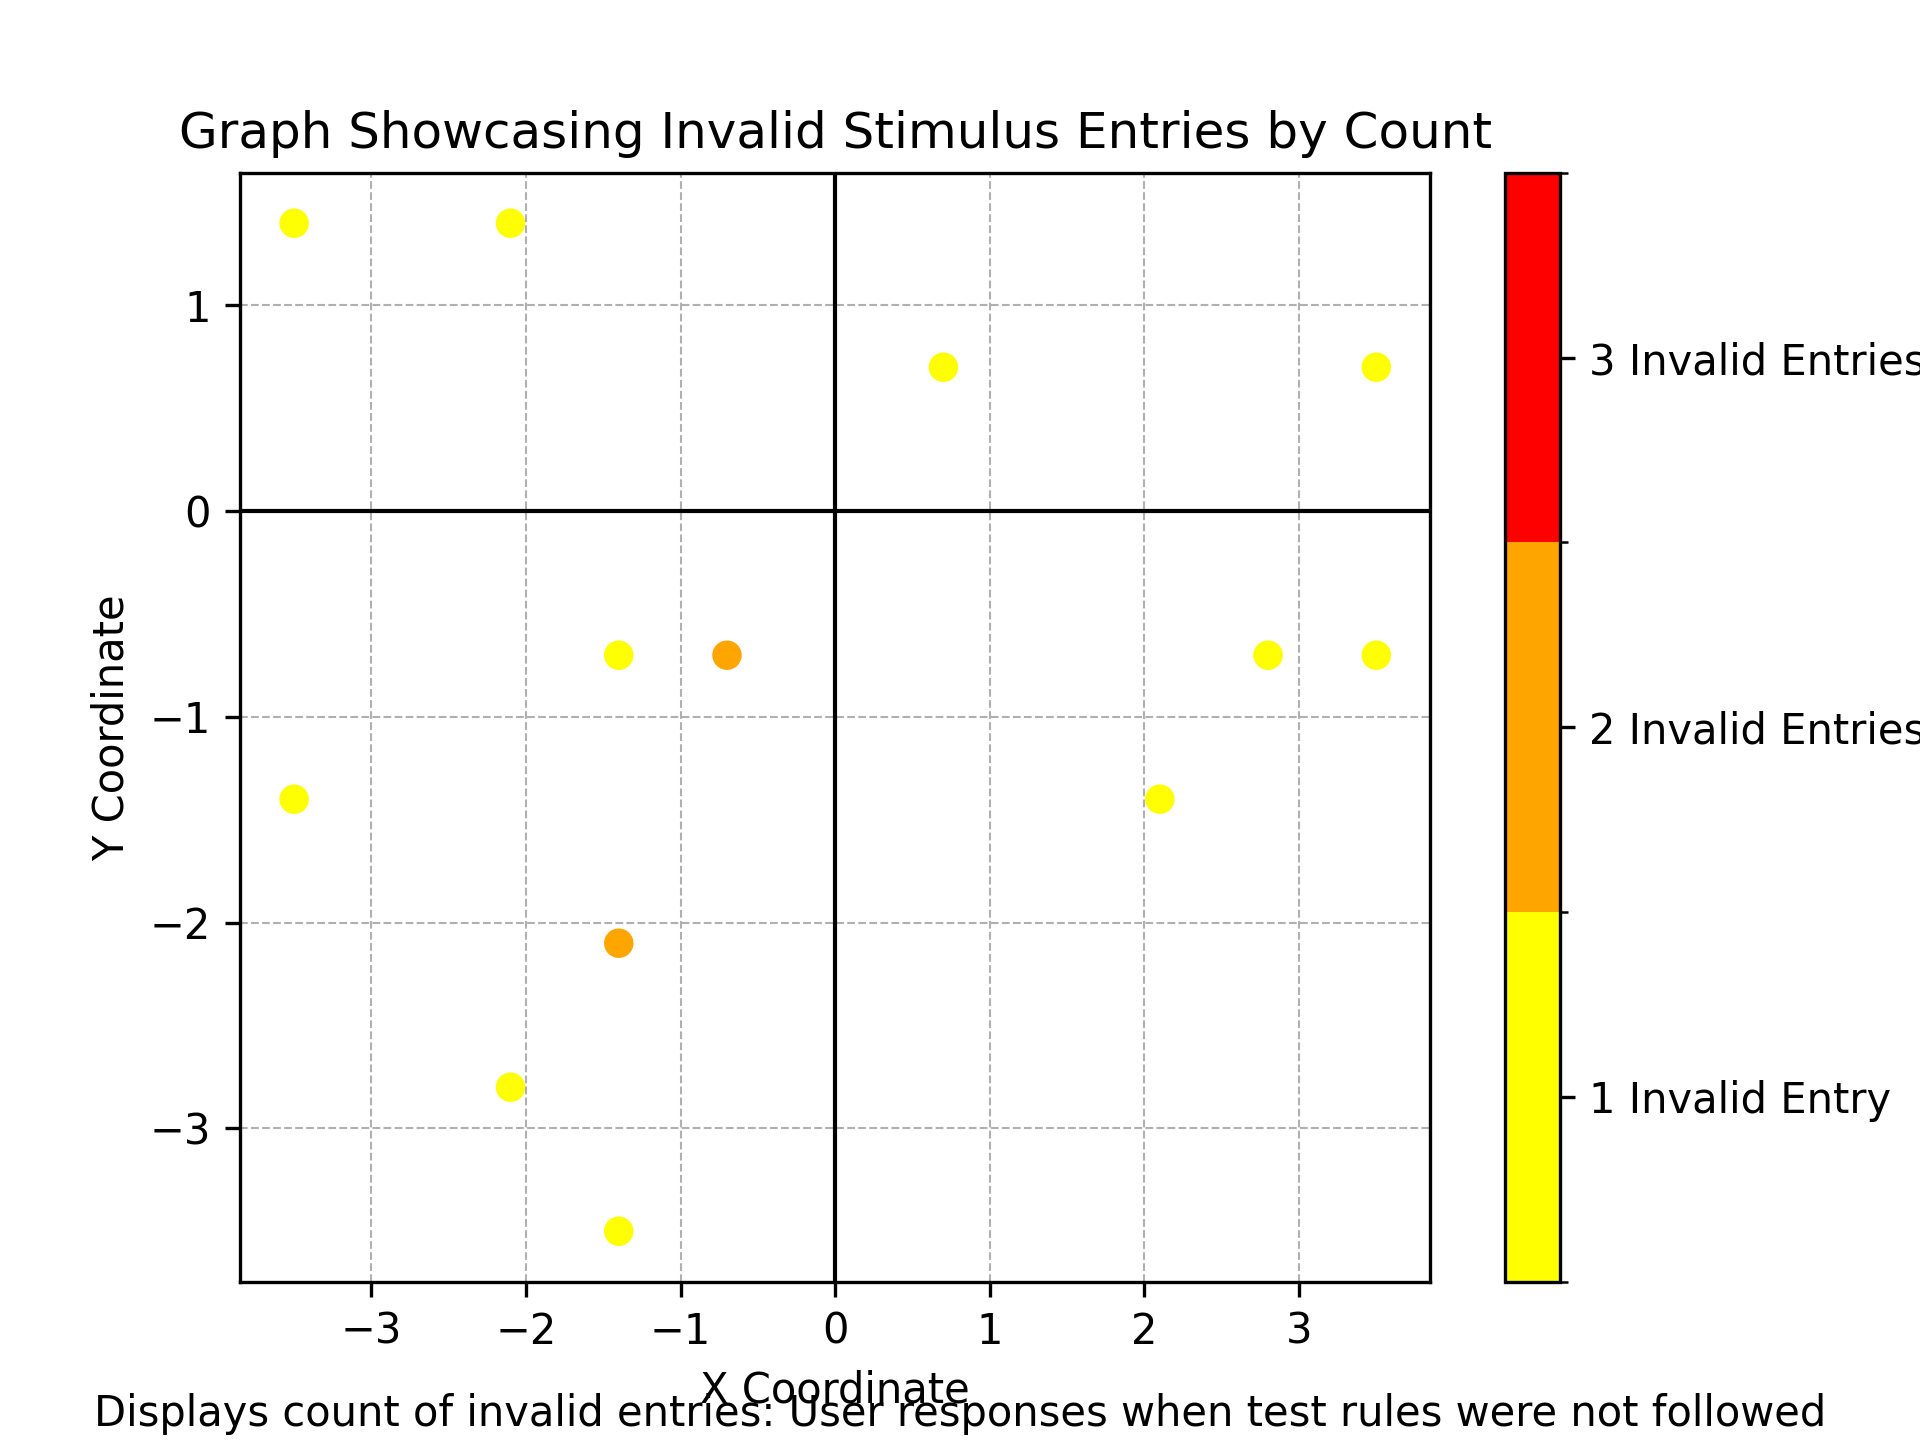 Graph Showcasing Invalid Stimulus Entries by Count
1
0
−1
−2
−3
Y Coordinate
−3 −2 −1 0 1 2 3
X Coordinate
3 Invalid Entries
2 Invalid Entries
1 Invalid Entry
Displays count of invalid entries: User responses when test rules were not followed